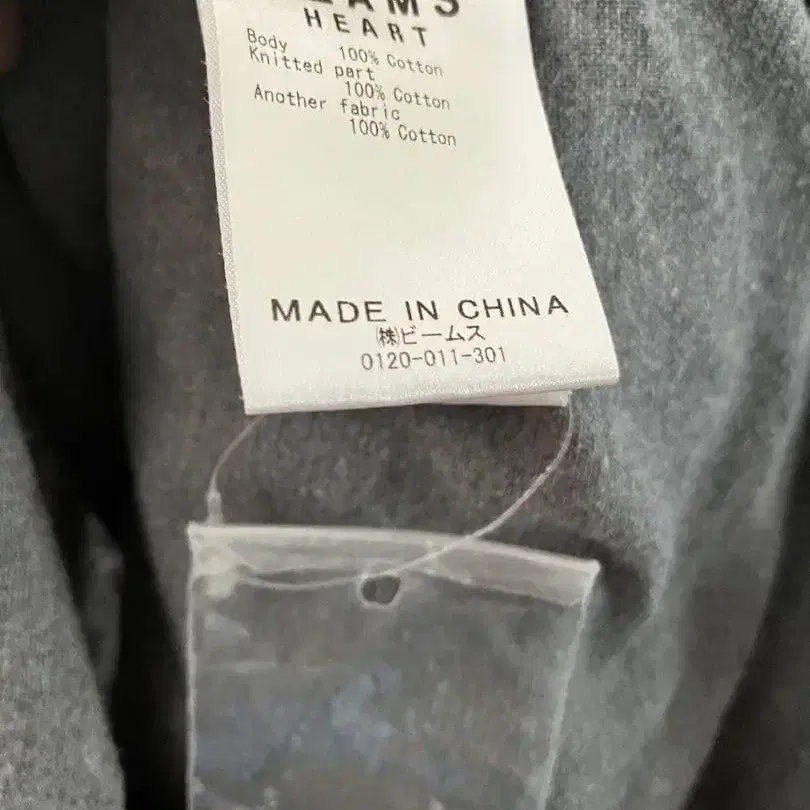 BEAMS
HEART
Body 100% Cotton
Knitted part
100% Cotton
Another fabric
100% Cotton
MADE IN CHINA
㈱ビームス
0120-011-301